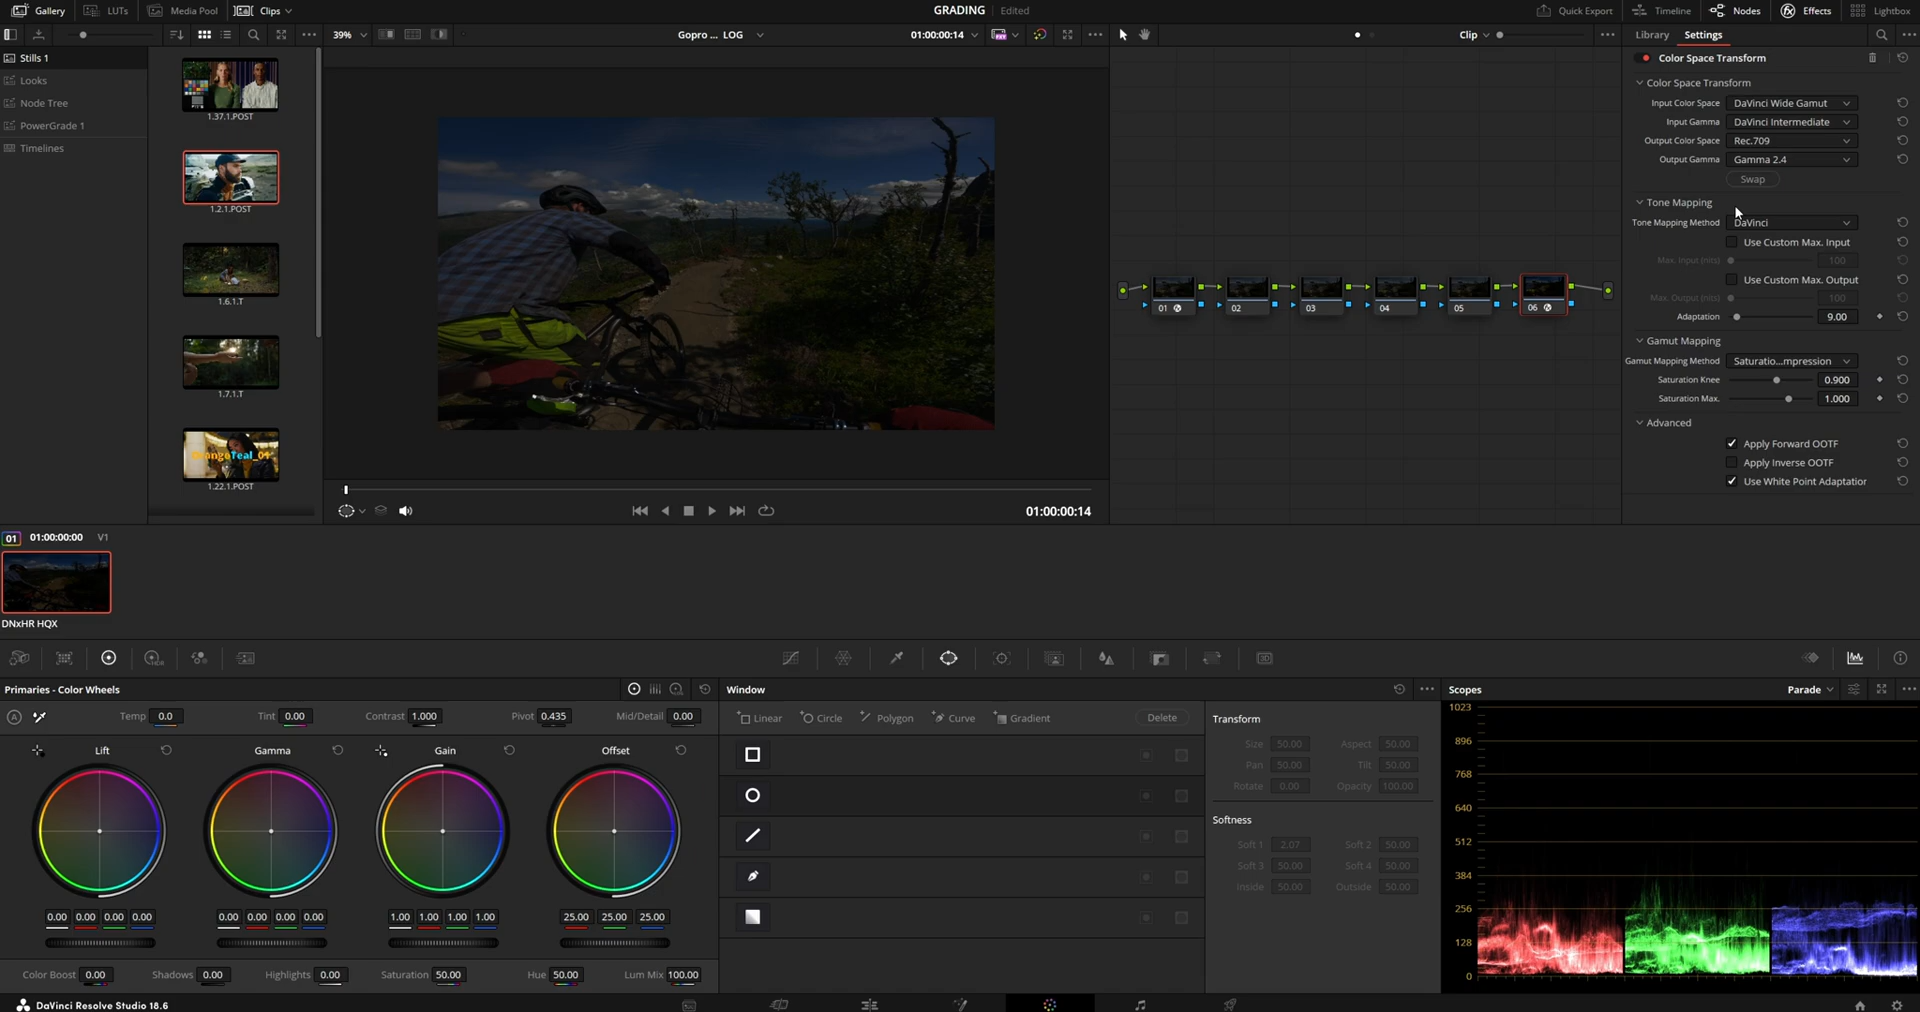 Gallery LUTs Media Pool Clips GRADING Edited Quick Export Timeline Nodes Effects Lightbox
39% Gopro ... LOG 01:00:00:14 Clip Library Settings
Stills 1
Looks
Node Tree
PowerGrade 1
Timelines
1.37.1.POST
1.2.1.POST
1.6.1.T
1.7.1.T
OrangoTeal_01
1.22.1.POST
01:00:00:14
01
02
03
04
05
06
Color Space Transform
Color Space Transform
Input Color Space DaVinci Wide Gamut
Input Gamma DaVinci Intermediate
Output Color Space Rec.709
Output Gamma Gamma 2.4
Swap
Tone Mapping
Tone Mapping Method DaVinci
Use Custom Max. Input
Max. Input (nits) 100
Use Custom Max. Output
Max. Output (nits) 100
Adaptation 9.00
Gamut Mapping
Gamut Mapping Method Saturatio...mpression
Saturation Knee 0.900
Saturation Max. 1.000
Advanced
Apply Forward OOTF
Apply Inverse OOTF
Use White Point Adaptation
01 01:00:00:00 V1
DNxHR HQX
HDR 3D
Primaries - Color Wheels
A Temp 0.0 Tint 0.00 Contrast 1.000 Pivot 0.435 Mid/Detail 0.00
Lift Gamma Gain Offset
0.00 0.00 0.00 0.00 0.00 0.00 0.00 0.00 1.00 1.00 1.00 1.00 25.00 25.00 25.00
Color Boost 0.00 Shadows 0.00 Highlights 0.00 Saturation 50.00 Hue 50.00 Lum Mix 100.00
Window
Linear Circle Polygon Curve Gradient Delete
Transform
Size 50.00 Aspect 50.00
Pan 50.00 Tilt 50.00
Rotate 0.00 Opacity 100.00
Softness
Soft 1 2.07 Soft 2 50.00
Soft 3 50.00 Soft 4 50.00
Inside 50.00 Outside 50.00
Scopes Parade
1023
896
768
640
512
384
256
128
0
DaVinci Resolve Studio 18.6